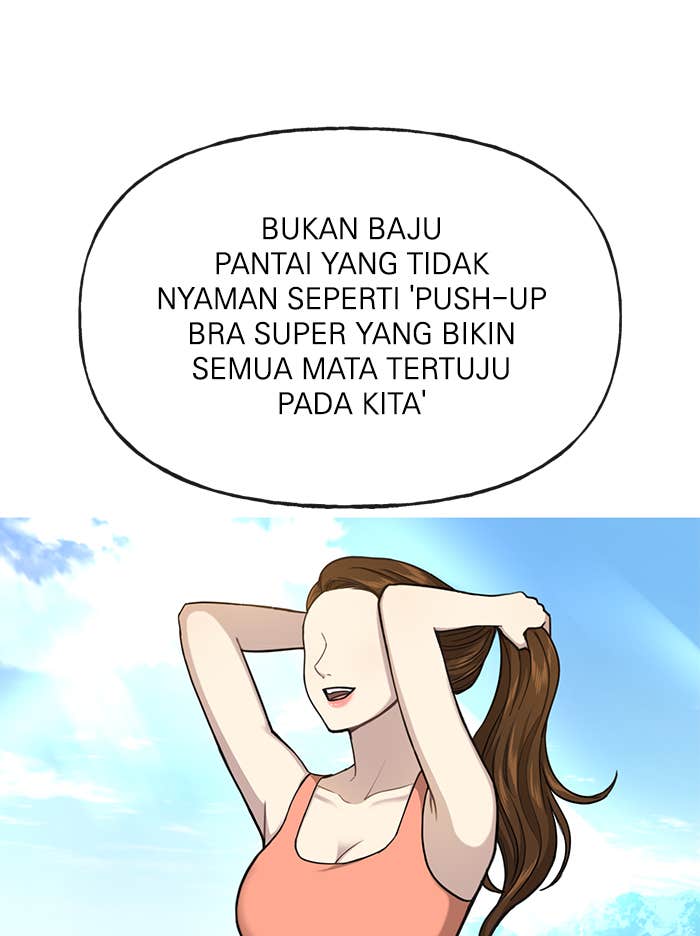 BUKAN BAJU
PANTAI YANG TIDAK
NYAMAN SEPERTI 'PUSH-UP
BRA SUPER YANG BIKIN
SEMUA MATA TERTUJU
PADA KITA'